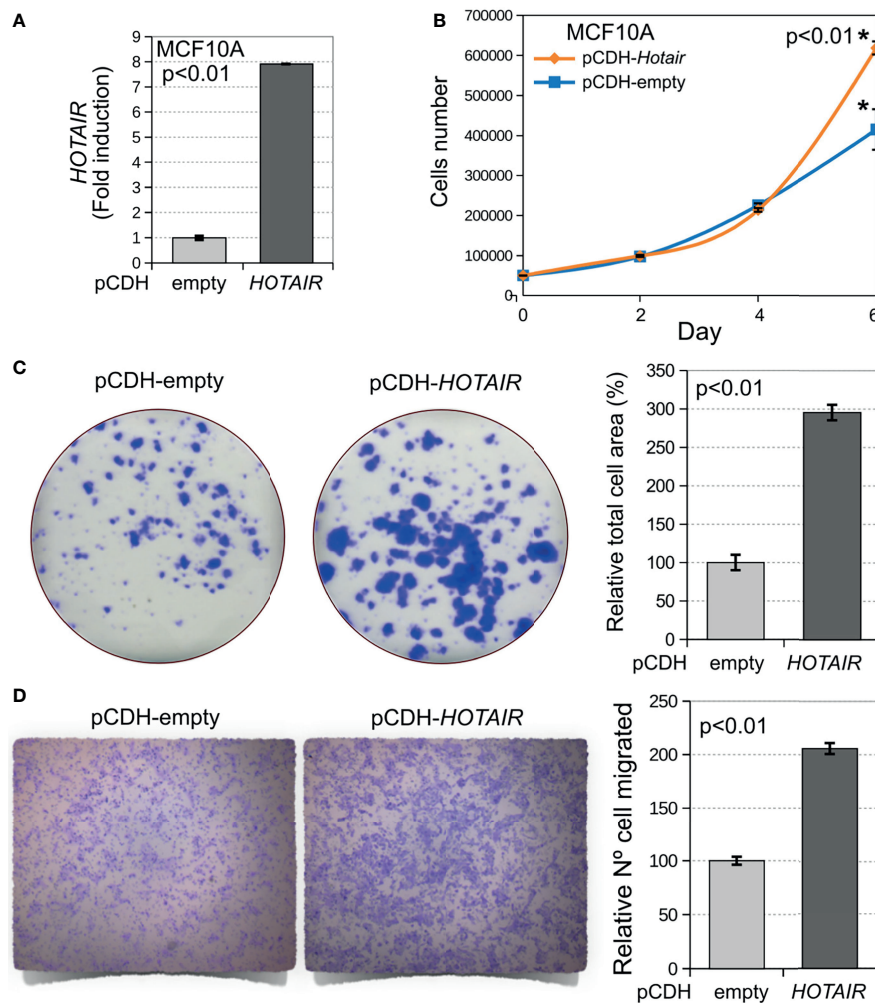 A
HOTAIR
(Fold induction)
9
8
7
6
5
4
3
2
1
0
MCF10A
p<0.01
pCDH empty HOTAIR
B
Cells number
700000
600000
500000
400000
300000
200000
100000
0
MCF10A
pCDH-Hotair
pCDH-empty
p<0.01 *
*
0 2 4 6
Day
C
pCDH-empty
pCDH-HOTAIR
Relative total cell area (%)
350
300
250
200
150
100
50
0
p<0.01
pCDH empty HOTAIR
D
pCDH-empty
pCDH-HOTAIR
Relative Nº cell migrated
250
200
150
100
50
0
p<0.01
pCDH empty HOTAIR